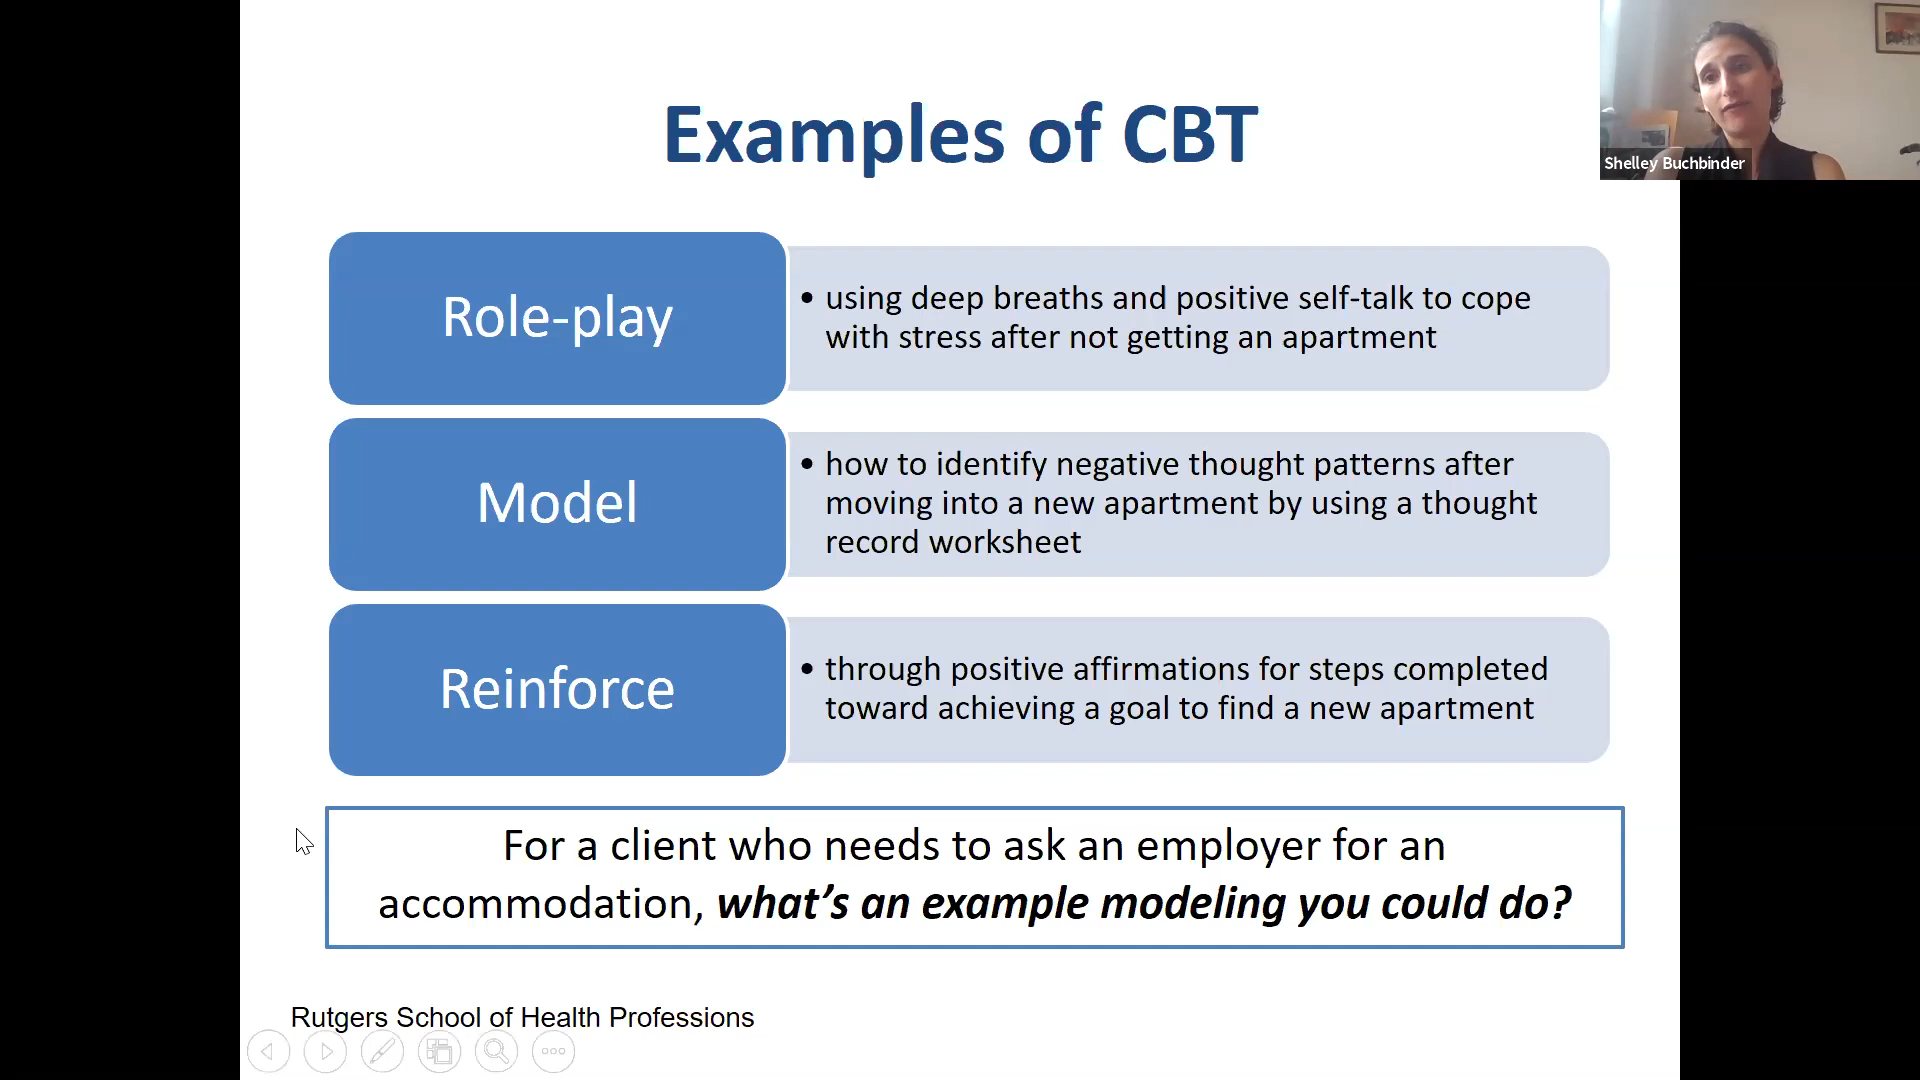 Examples of CBT
Shelley Buchbinder
Role-play
• using deep breaths and positive self-talk to cope
with stress after not getting an apartment
Model
• how to identify negative thought patterns after
moving into a new apartment by using a thought
record worksheet
Reinforce
• through positive affirmations for steps completed
toward achieving a goal to find a new apartment
For a client who needs to ask an employer for an
accommodation, what’s an example modeling you could do?
Rutgers School of Health Professions